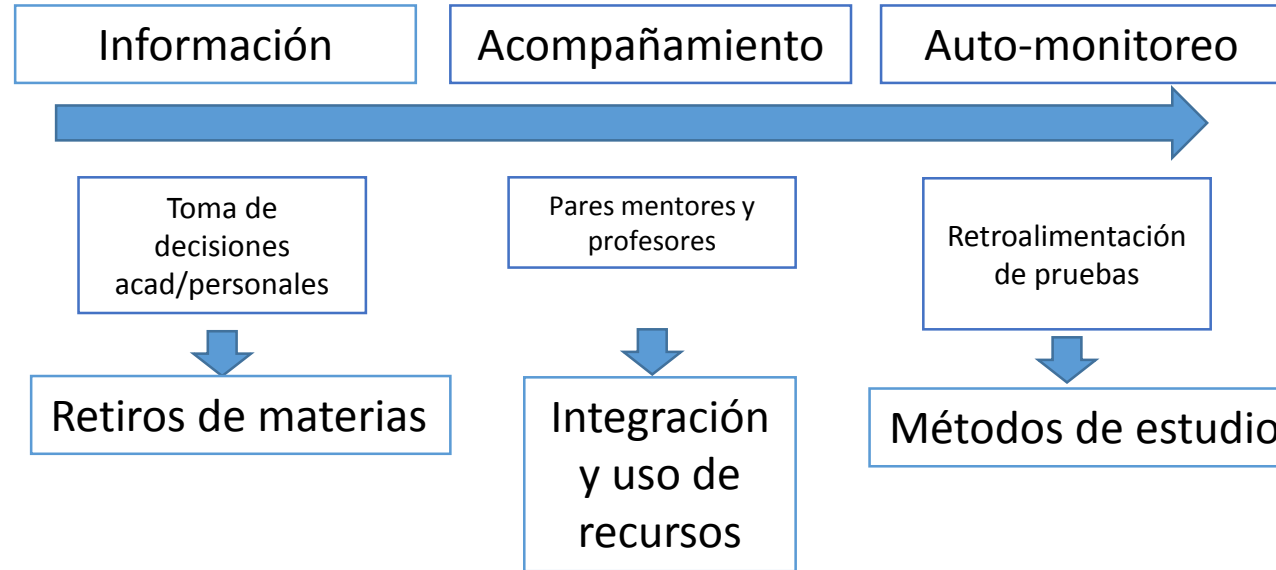 Información
Acompañamiento
Auto-monitoreo
Toma de
decisiones
acad/personales
Pares mentores y
profesores
Retroalimentación
de pruebas
Retiros de materias
Integración
y uso de
recursos
Métodos de estudio